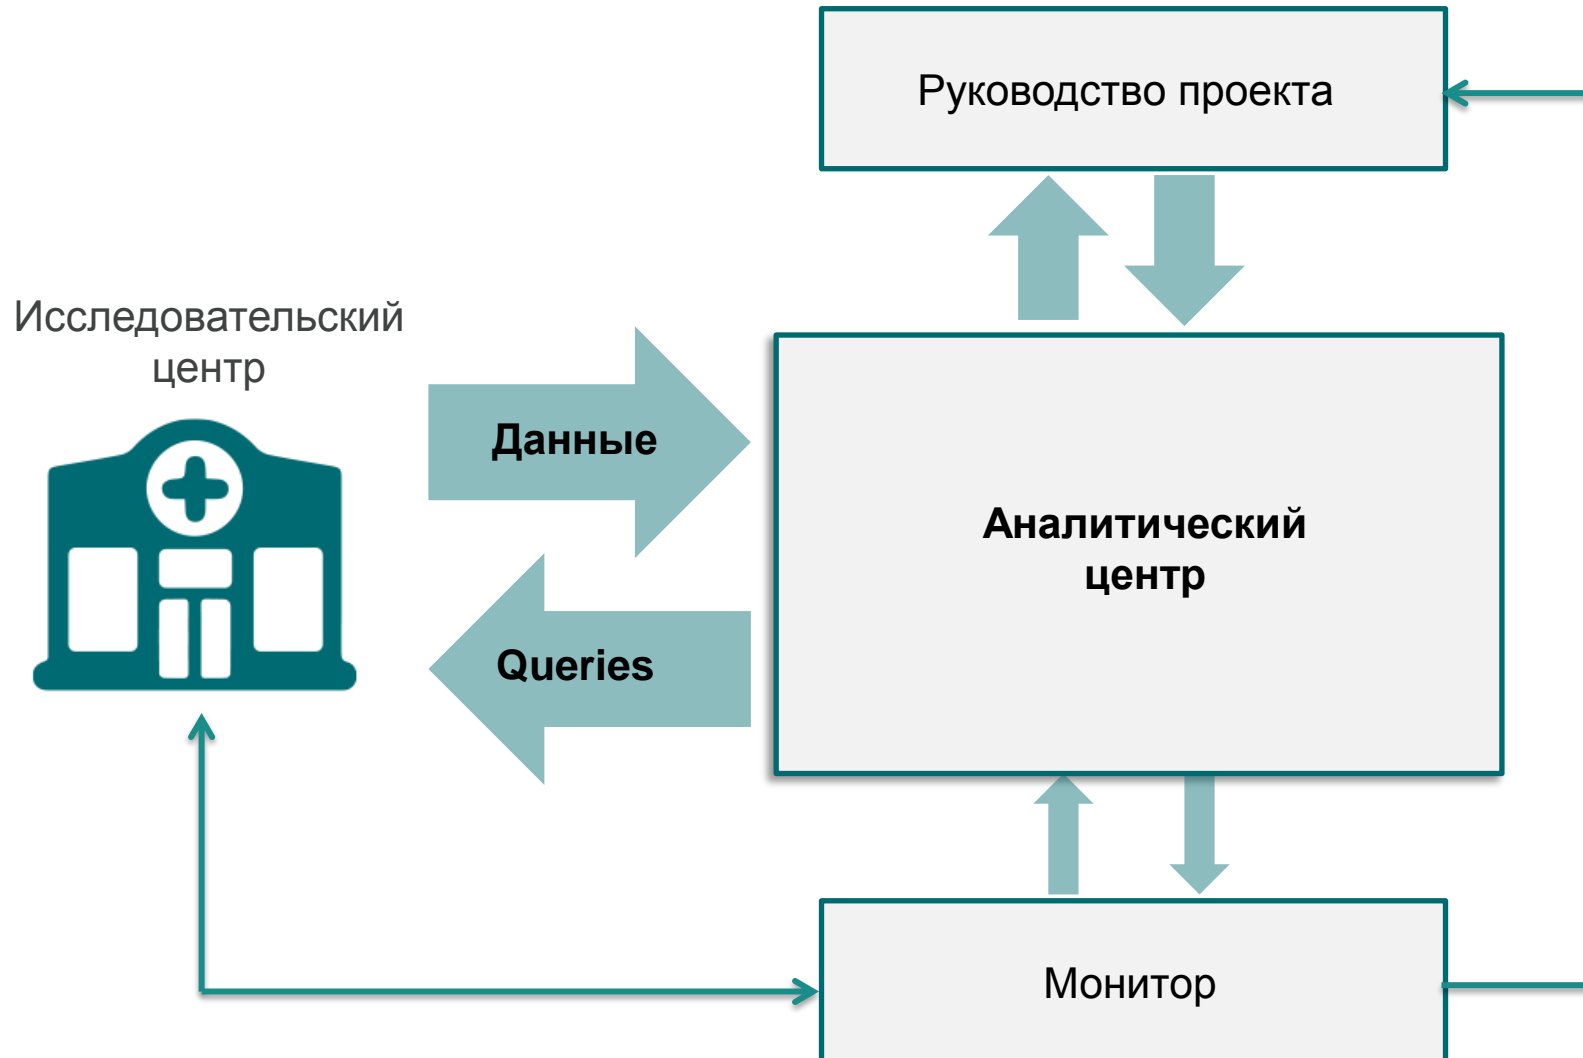 Руководство проекта
Исследовательский
центр
Данные
Аналитический
центр
Queries
Монитор